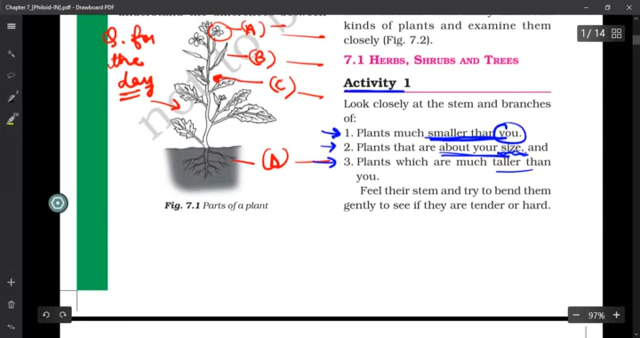 Chapter 7_[Philoid-IN].pdf - Drawboard PDF
1 / 14
Q. for
the
day
(A)
(B)
(C)
(D)
Fig. 7.1 Parts of a plant
kinds of plants and examine them
closely (Fig. 7.2).
7.1 HERBS, SHRUBS AND TREES
Activity 1
Look closely at the stem and branches
of:
1. Plants much smaller than you.
2. Plants that are about your size, and
3. Plants which are much taller than
you.
Feel their stem and try to bend them
gently to see if they are tender or hard.
97%